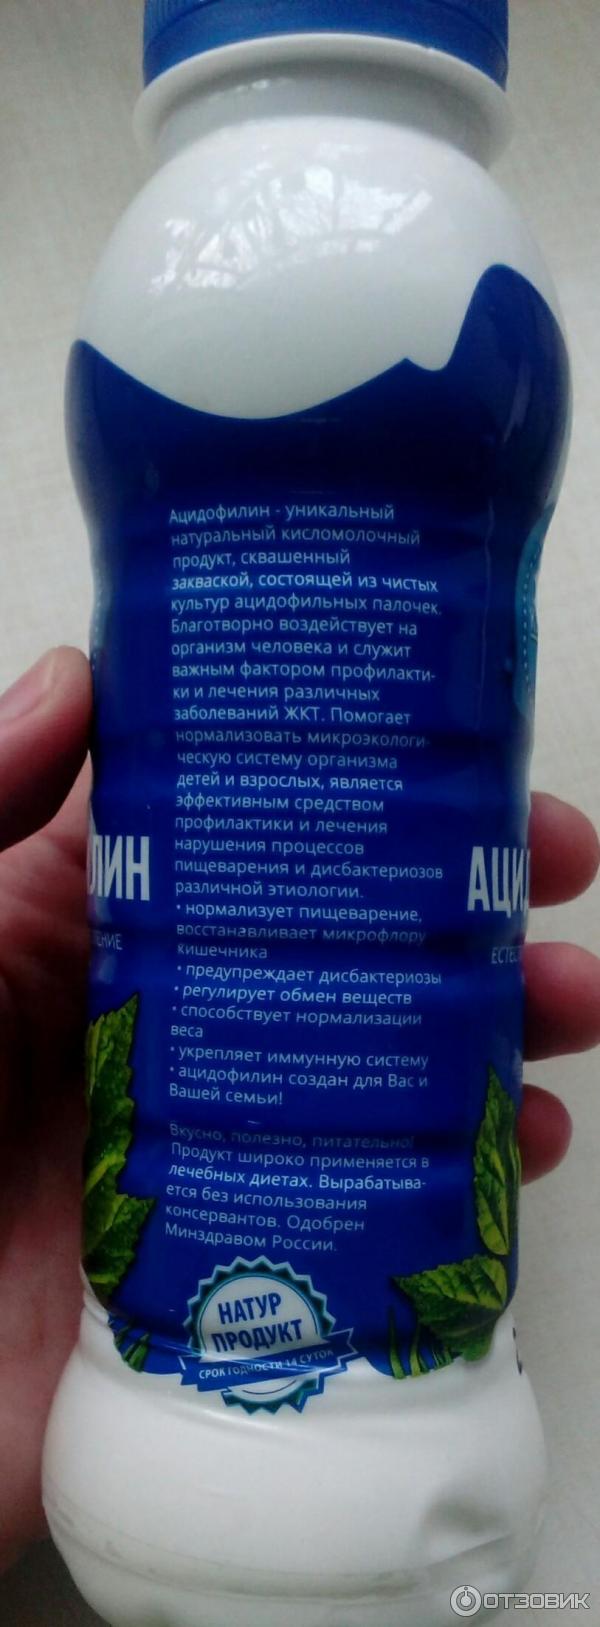 Ацидофилин - уникальный
натуральный кисломолочный
продукт, сквашенный
закваской, состоящей из чистых
культур ацидофильных палочек.
Благотворно воздействует на
организм человека и служит
важным фактором профилакти-
ки и лечения различных
заболеваний ЖКТ. Помогает
нормализовать микроэкологи-
ческую систему организма
детей и взрослых, является
эффективным средством
профилактики и лечения
нарушения процессов
пищеварения и дисбактериозов
различной этиологии.
• нормализует пищеварение,
восстанавливает микрофлору
кишечника
• предупреждает дисбактериозы
• регулирует обмен веществ
• способствует нормализации
веса
• укрепляет иммунную систему
• ацидофилин создан для Вас и
Вашей семьи!
Вкусно, полезно, питательно!
Продукт широко применяется в
лечебных диетах. Вырабатыва-
ется без использования
консервантов. Одобрен
Минздравом России.
НАТУР
ПРОДУКТ
СРОК ГОДНОСТИ 14 СУТОК
ЛИН
АЦИД
ЕСТЕС
ОТЗОВИК